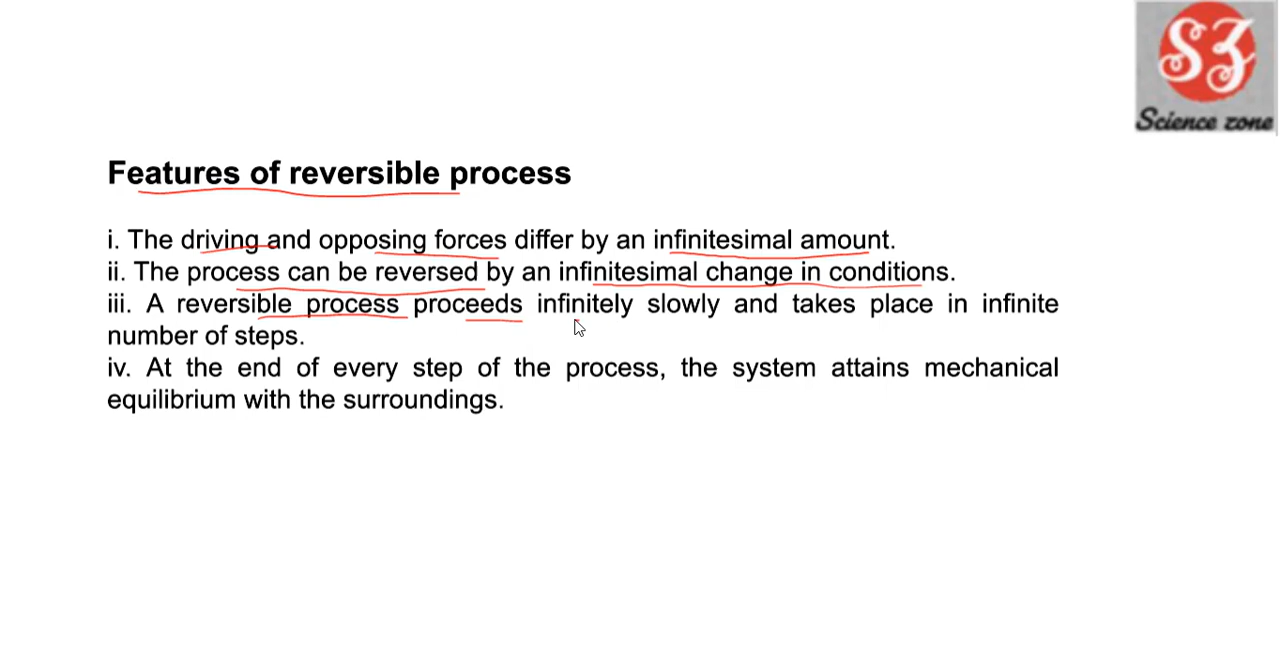 SZ
Science zone
Features of reversible process
i. The driving and opposing forces differ by an infinitesimal amount.
ii. The process can be reversed by an infinitesimal change in conditions.
iii. A reversible process proceeds infinitely slowly and takes place in infinite
number of steps.
iv. At the end of every step of the process, the system attains mechanical
equilibrium with the surroundings.